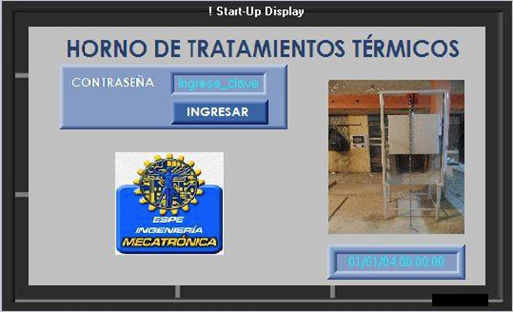 ! Start-Up Display
HORNO DE TRATAMIENTOS TÉRMICOS
CONTRASEÑA
Ingrese_clave
INGRESAR
ESPE
INGENIERÍA
MECATRÓNICA
01/01/04 00:00:00